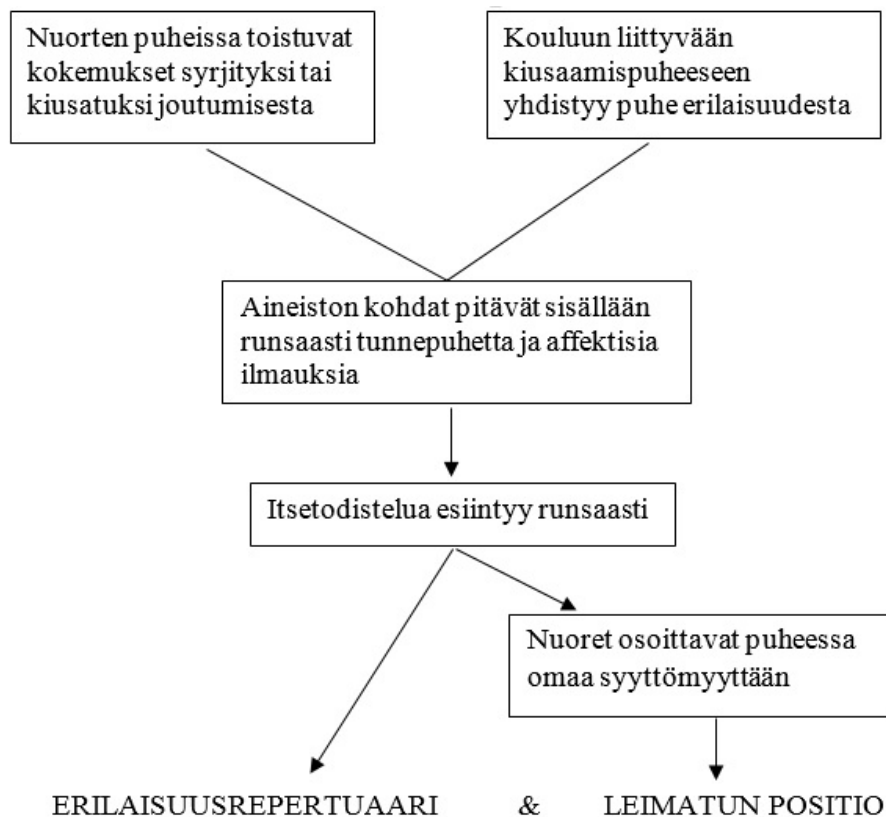 Nuorten puheissa toistuvat
kokemukset syrjityksi tai
kiusatuksi joutumisesta
Kouluun liittyvään
kiusaamispuheeseen
yhdistyy puhe erilaisuudesta
Aineiston kohdat pitävät sisällään
runsaasti tunnepuhetta ja affektisia
ilmauksia
Itsetodistelua esiintyy runsaasti
Nuoret osoittavat puheessa
omaa syyttömyyttään
ERILAISUUSREPERTUAARI & LEIMATUN POSITIO